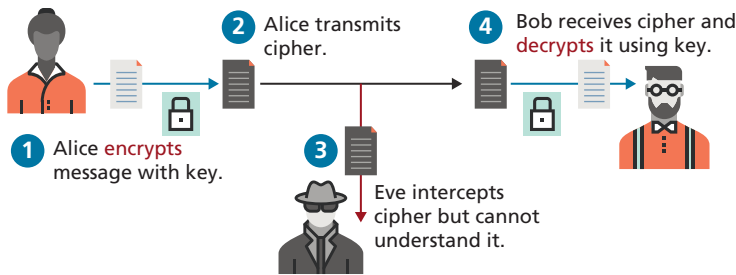 1
Alice encrypts
message with key.
2
Alice transmits
cipher.
3
Eve intercepts
cipher but cannot
understand it.
4
Bob receives cipher and
decrypts it using key.